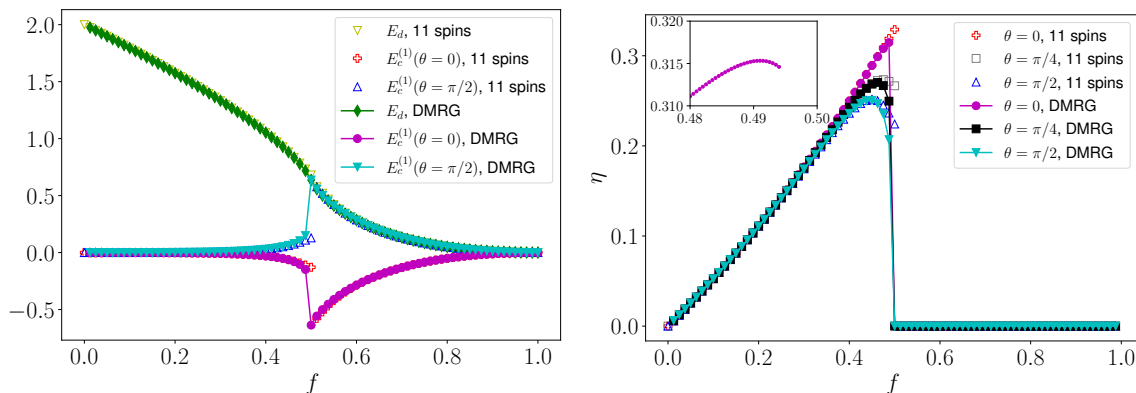 2.0
1.5
1.0
0.5
0.0
−0.5
0.0 0.2 0.4 0.6 0.8 1.0
f
E_d, 11 spins
E_c^{(1)}(θ = 0), 11 spins
E_c^{(1)}(θ = π/2), 11 spins
E_d, DMRG
E_c^{(1)}(θ = 0), DMRG
E_c^{(1)}(θ = π/2), DMRG
0.3
0.2
0.1
0.0
η
0.0 0.2 0.4 0.6 0.8 1.0
f
0.320
0.315
0.310
0.48 0.49 0.50
θ = 0, 11 spins
θ = π/4, 11 spins
θ = π/2, 11 spins
θ = 0, DMRG
θ = π/4, DMRG
θ = π/2, DMRG